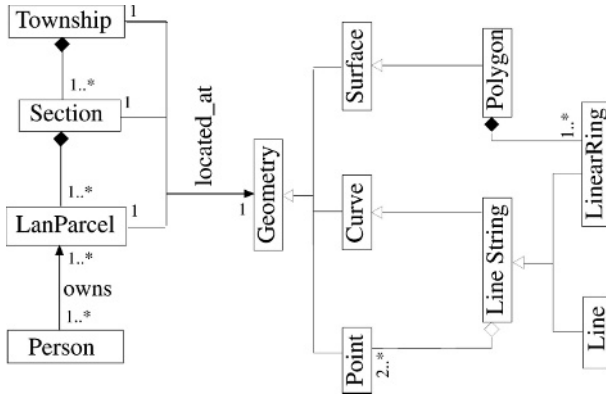 Township
1
1..*
Section
1
1..*
LanParcel
1
1..*
owns
1..*
Person
located_at
1
Geometry
Surface
Curve
Point
2..*
Polygon
1..*
Line String
LinearRing
Line